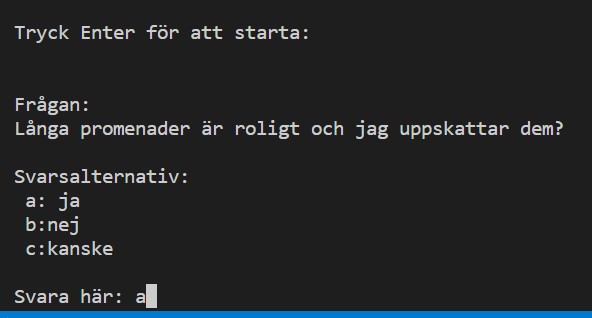 Tryck Enter för att starta:
Frågan:
Långa promenader är roligt och jag uppskattar dem?
Svarsalternativ:
a: ja
b:nej
c:kanske
Svara här: a